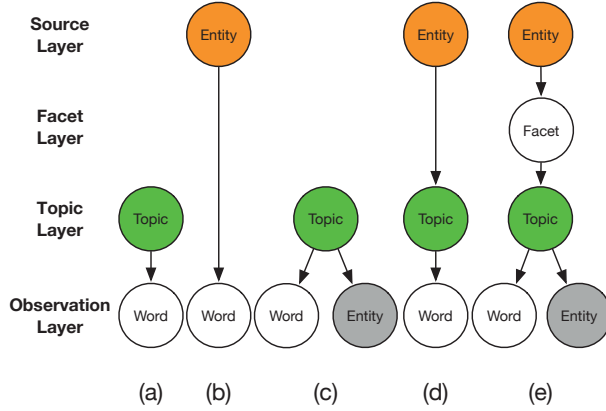 Source
Layer
Entity
Entity
Entity
Facet
Layer
Facet
Topic
Layer
Topic
Topic
Topic
Topic
Observation
Layer
Word
Word
Word
Entity
Word
Word
Entity
(a)
(b)
(c)
(d)
(e)